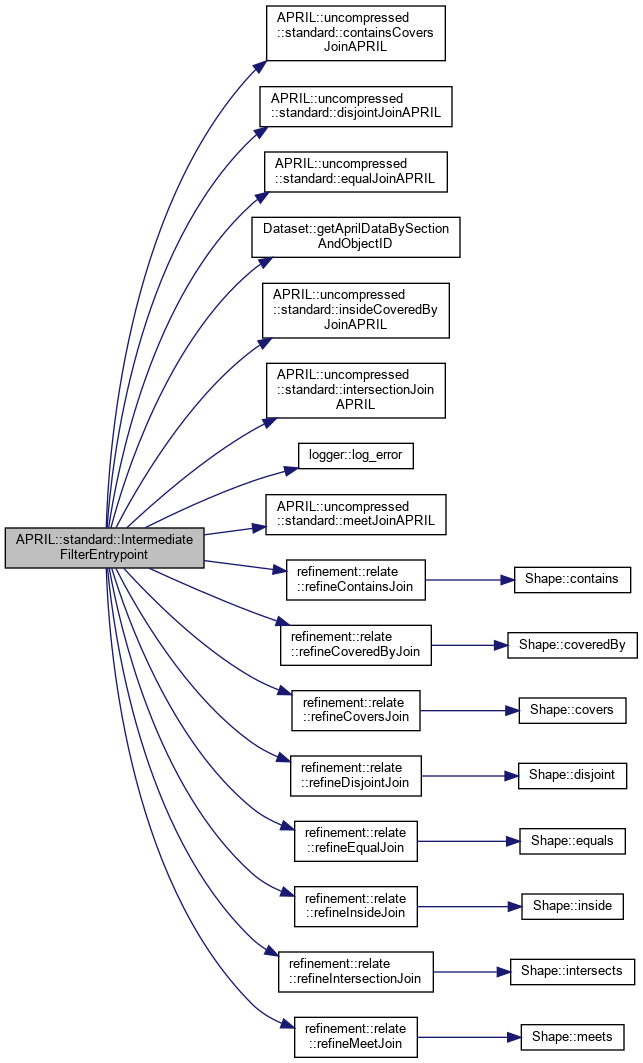 APRIL::uncompressed
::standard::containsCovers
JoinAPRIL
APRIL::uncompressed
::standard::disjointJoinAPRIL
APRIL::uncompressed
::standard::equalJoinAPRIL
Dataset::getAprilDataBySection
AndObjectID
APRIL::uncompressed
::standard::insideCoveredBy
JoinAPRIL
APRIL::uncompressed
::standard::intersectionJoin
APRIL
logger::log_error
APRIL::uncompressed
::standard::meetJoinAPRIL
APRIL::standard::Intermediate
FilterEntrypoint
refinement::relate
::refineContainsJoin
Shape::contains
refinement::relate
::refineCoveredByJoin
Shape::coveredBy
refinement::relate
::refineCoversJoin
Shape::covers
refinement::relate
::refineDisjointJoin
Shape::disjoint
refinement::relate
::refineEqualJoin
Shape::equals
refinement::relate
::refineInsideJoin
Shape::inside
refinement::relate
::refineIntersectionJoin
Shape::intersects
refinement::relate
::refineMeetJoin
Shape::meets